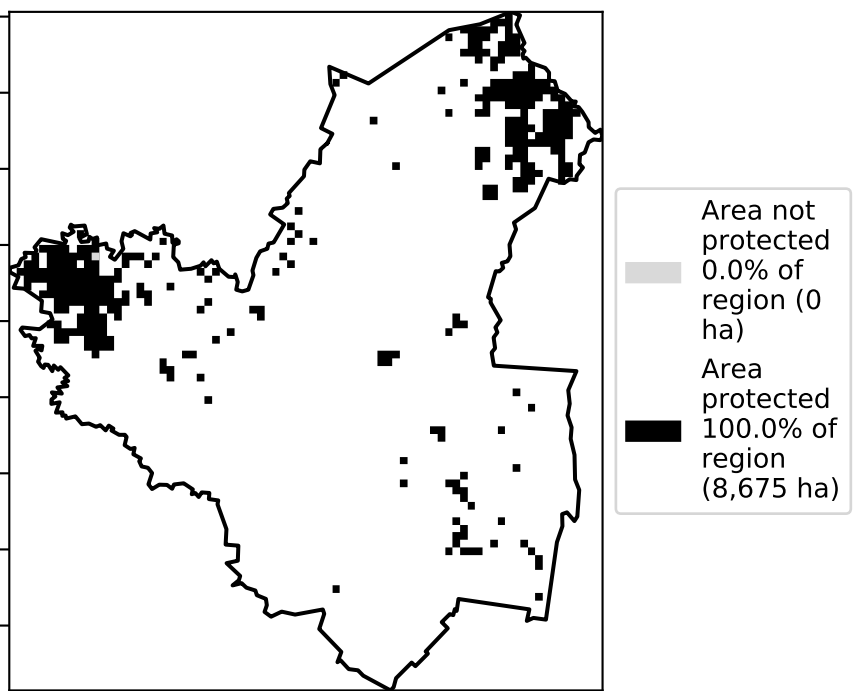 Area not
protected
0.0% of
region (0
ha)
Area
protected
100.0% of
region
(8,675 ha)